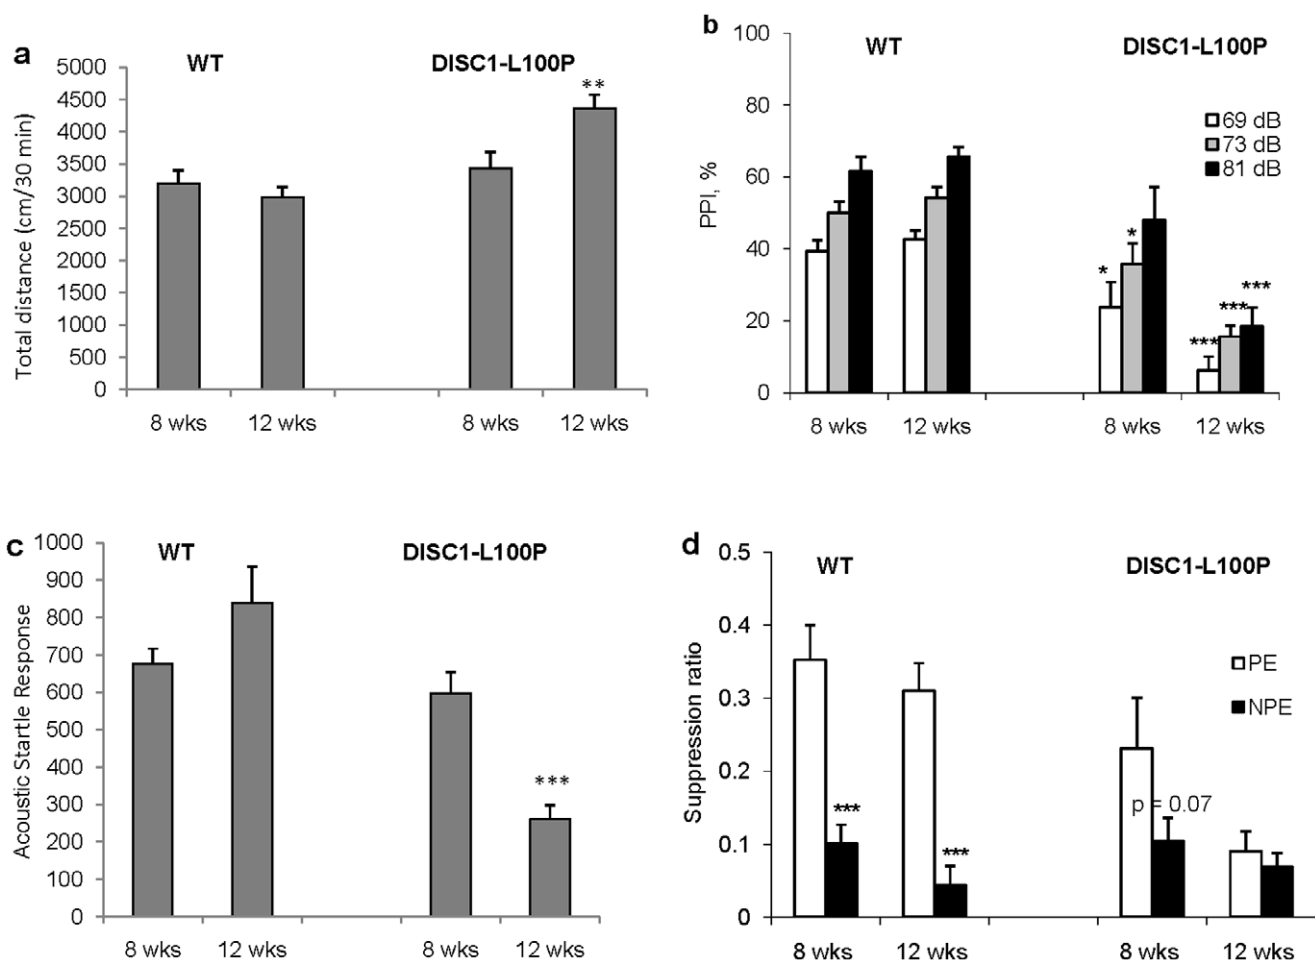 a
WT
DISC1-L100P
Total distance (cm/30 min)
5000
4500
4000
3500
3000
2500
2000
1500
1000
500
0
**
8 wks
12 wks
8 wks
12 wks
b
WT
DISC1-L100P
PPI, %
100
80
60
40
20
0
69 dB
73 dB
81 dB
*
*
***
***
***
8 wks
12 wks
8 wks
12 wks
c
WT
DISC1-L100P
Acoustic Startle Response
1000
900
800
700
600
500
400
300
200
100
0
***
8 wks
12 wks
8 wks
12 wks
d
WT
DISC1-L100P
Suppression ratio
0.5
0.4
0.3
0.2
0.1
0
PE
NPE
***
***
p = 0.07
8 wks
12 wks
8 wks
12 wks